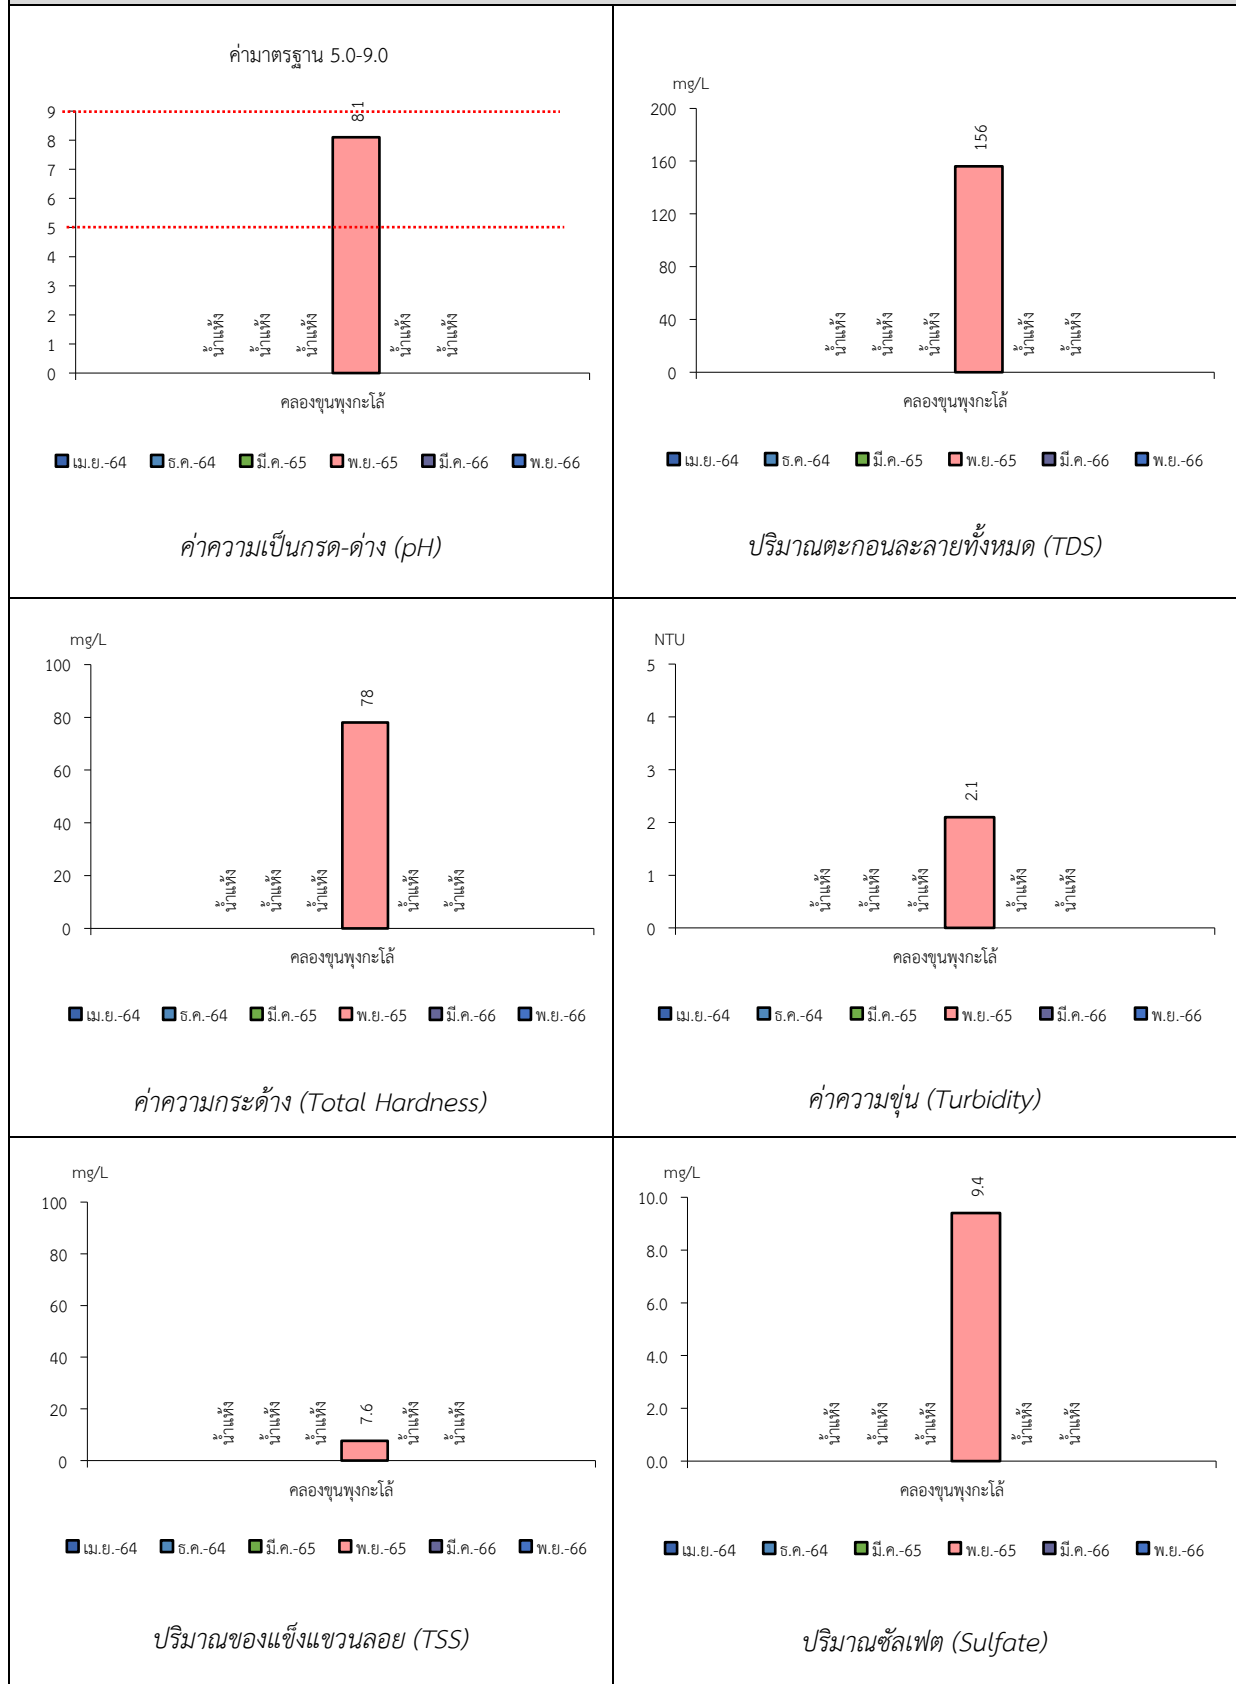 ค่ามาตรฐาน 5.0-9.0
9
8
7
6
5
4
3
2
1
0
8.1
น้ำแห้ง น้ำแห้ง น้ำแห้ง น้ำแห้ง น้ำแห้ง
คลองขุนพุงกะโล้
เม.ย.-64 ธ.ค.-64 มี.ค.-65 พ.ย.-65 มี.ค.-66 พ.ย.-66
ค่าความเป็นกรด-ด่าง (pH)
mg/L
200
160
120
80
40
0
156
น้ำแห้ง น้ำแห้ง น้ำแห้ง น้ำแห้ง น้ำแห้ง
คลองขุนพุงกะโล้
เม.ย.-64 ธ.ค.-64 มี.ค.-65 พ.ย.-65 มี.ค.-66 พ.ย.-66
ปริมาณตะกอนละลายทั้งหมด (TDS)
mg/L
100
80
60
40
20
0
78
น้ำแห้ง น้ำแห้ง น้ำแห้ง น้ำแห้ง น้ำแห้ง
คลองขุนพุงกะโล้
เม.ย.-64 ธ.ค.-64 มี.ค.-65 พ.ย.-65 มี.ค.-66 พ.ย.-66
ค่าความกระด้าง (Total Hardness)
NTU
5
4
3
2
1
0
2.1
น้ำแห้ง น้ำแห้ง น้ำแห้ง น้ำแห้ง น้ำแห้ง
คลองขุนพุงกะโล้
เม.ย.-64 ธ.ค.-64 มี.ค.-65 พ.ย.-65 มี.ค.-66 พ.ย.-66
ค่าความขุ่น (Turbidity)
mg/L
100
80
60
40
20
0
7.6
น้ำแห้ง น้ำแห้ง น้ำแห้ง น้ำแห้ง น้ำแห้ง
คลองขุนพุงกะโล้
เม.ย.-64 ธ.ค.-64 มี.ค.-65 พ.ย.-65 มี.ค.-66 พ.ย.-66
ปริมาณของแข็งแขวนลอย (TSS)
mg/L
10.0
8.0
6.0
4.0
2.0
0.0
9.4
น้ำแห้ง น้ำแห้ง น้ำแห้ง น้ำแห้ง น้ำแห้ง
คลองขุนพุงกะโล้
เม.ย.-64 ธ.ค.-64 มี.ค.-65 พ.ย.-65 มี.ค.-66 พ.ย.-66
ปริมาณซัลเฟต (Sulfate)